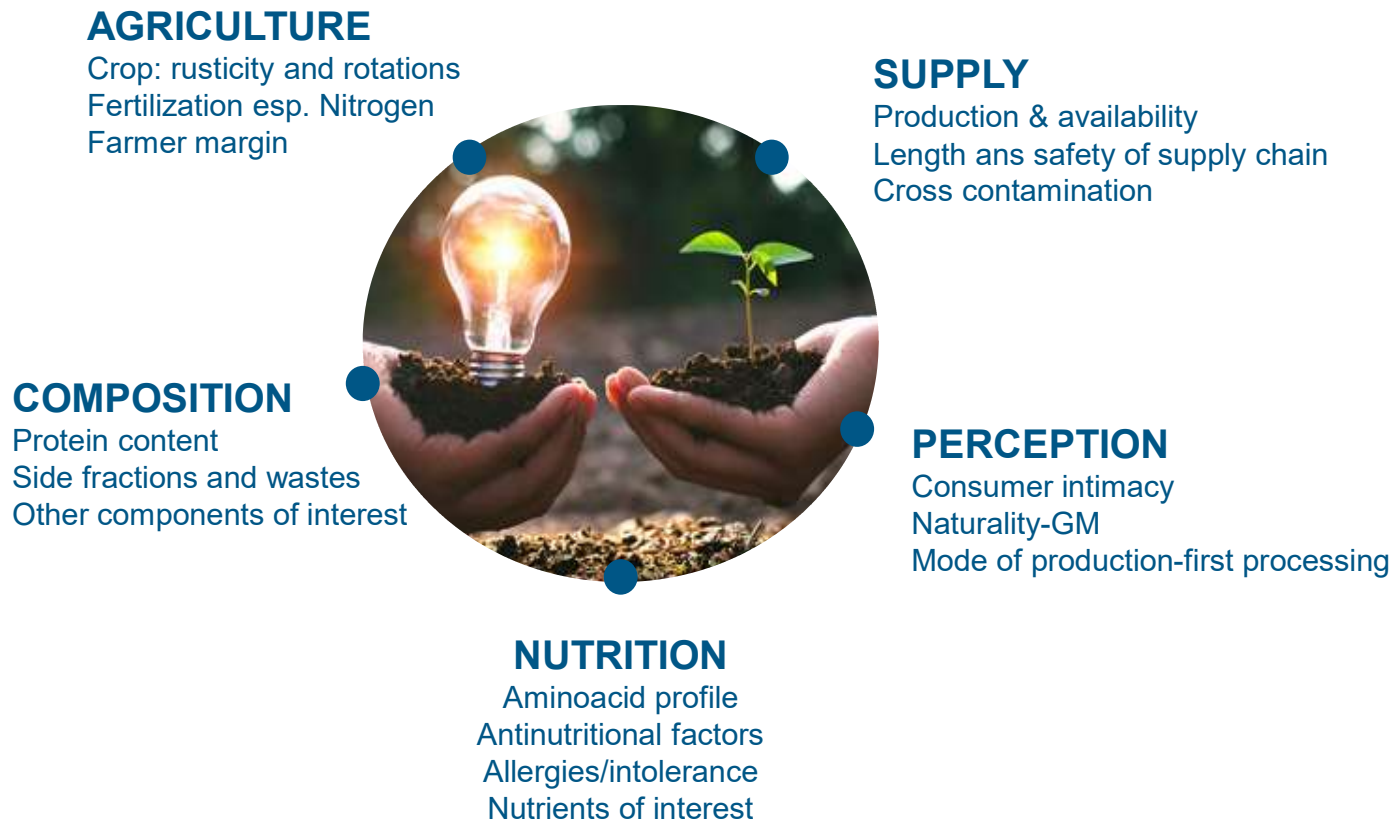 AGRICULTURE
Crop: rusticity and rotations
Fertilization esp. Nitrogen
Farmer margin
SUPPLY
Production & availability
Length ans safety of supply chain
Cross contamination
COMPOSITION
Protein content
Side fractions and wastes
Other components of interest
PERCEPTION
Consumer intimacy
Naturality-GM
Mode of production-first processing
NUTRITION
Aminoacid profile
Antinutritional factors
Allergies/intolerance
Nutrients of interest